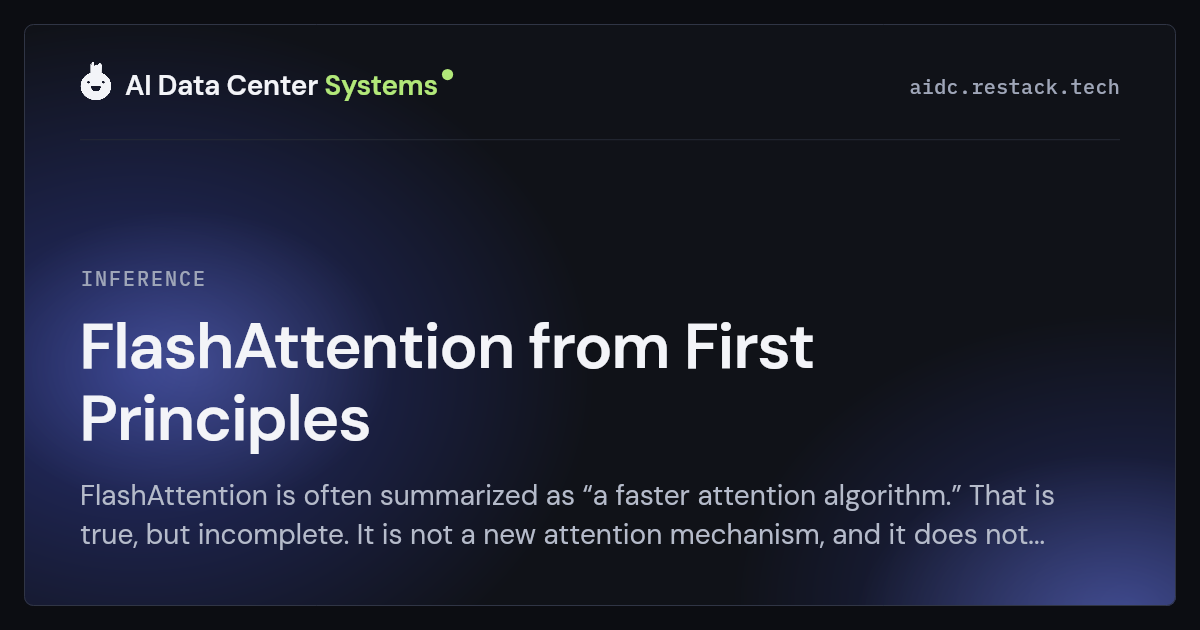 AI Data Center Systems
aidc.restack.tech
INFERENCE
FlashAttention from First
Principles
FlashAttention is often summarized as “a faster attention algorithm.” That is
true, but incomplete. It is not a new attention mechanism, and it does not...